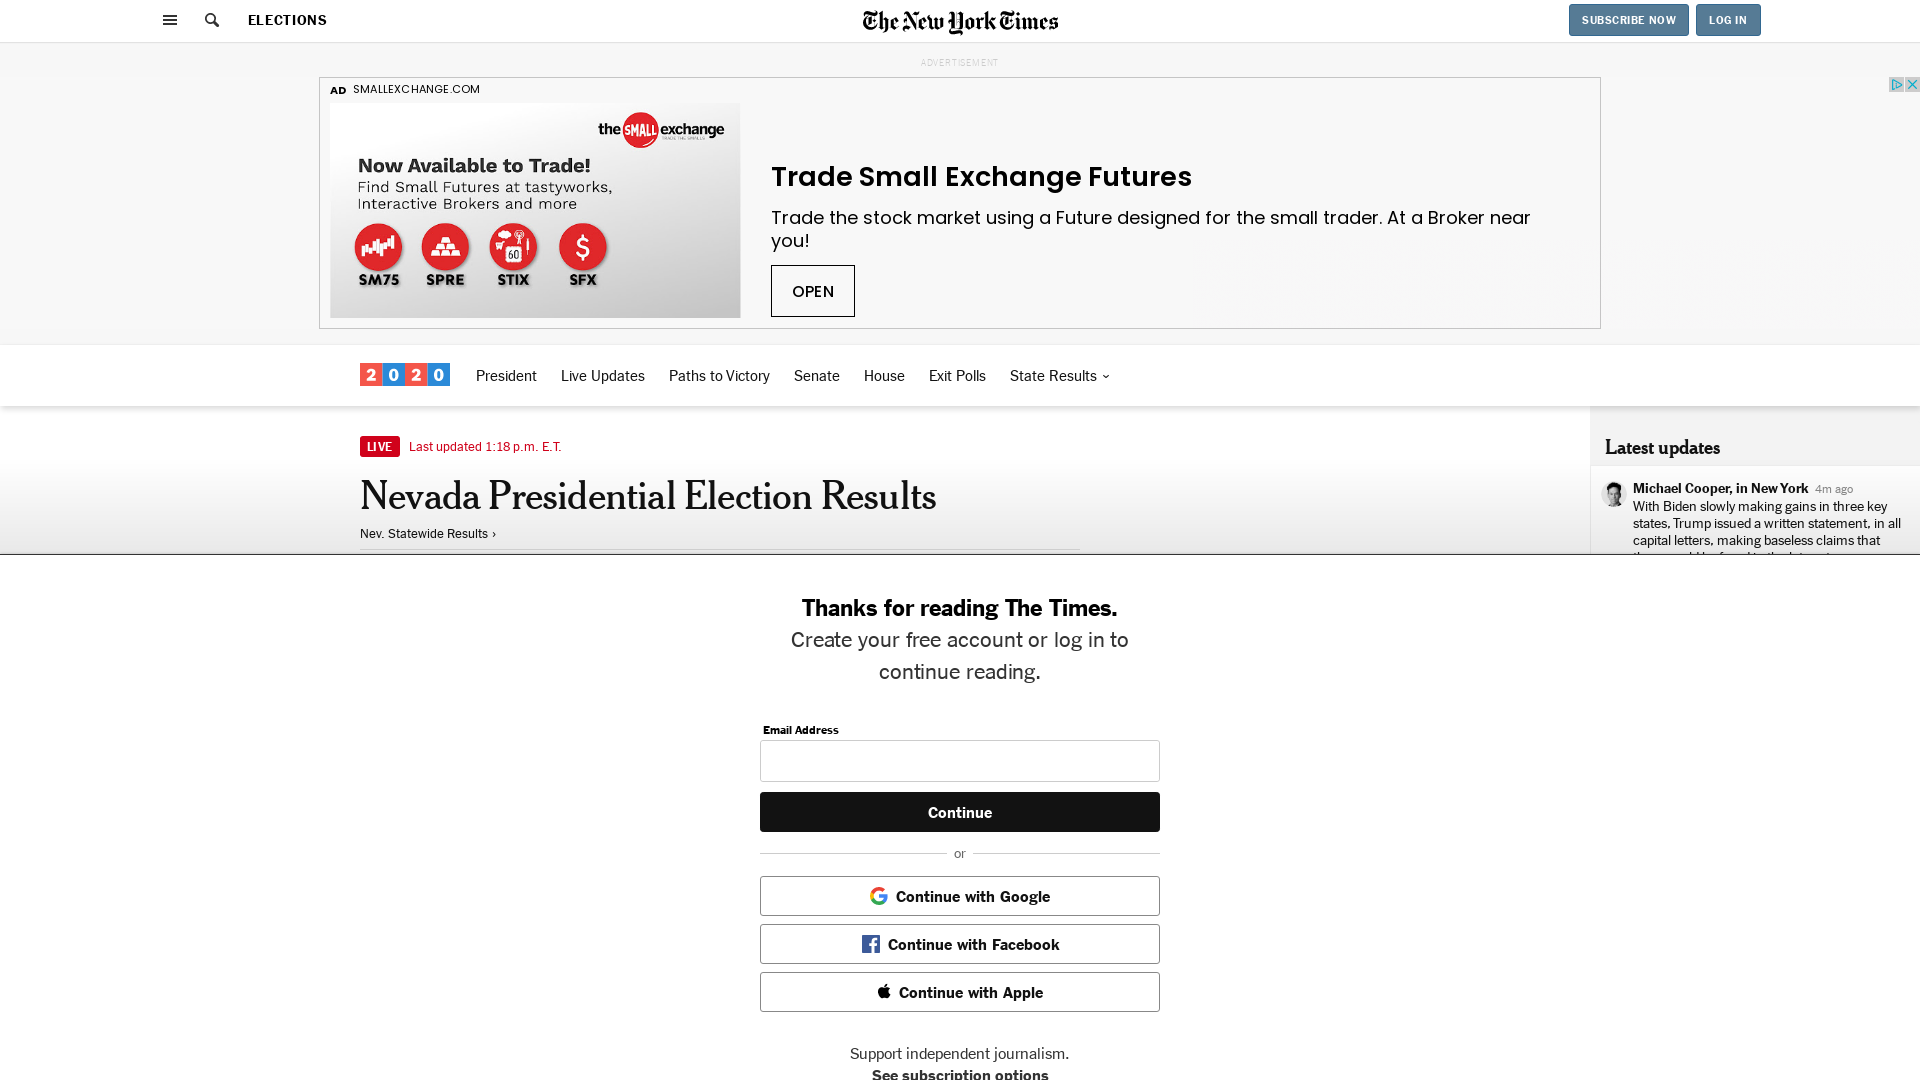 ELECTIONS
The New York Times
SUBSCRIBE NOW
LOG IN
ADVERTISEMENT
AD SMALLEXCHANGE.COM
the SMALL exchange
TRADE THE SMALLS
Now Available to Trade!
Find Small Futures at tastyworks,
Interactive Brokers and more
60
SM75 SPRE STIX SFX
Trade Small Exchange Futures
Trade the stock market using a Future designed for the small trader. At a Broker near
you!
OPEN
2020
President
Live Updates
Paths to Victory
Senate
House
Exit Polls
State Results
LIVE Last updated 1:18 p.m. E.T.
Nevada Presidential Election Results
Nev. Statewide Results ›
Latest updates
Michael Cooper, in New York 4m ago
With Biden slowly making gains in three key
states, Trump issued a written statement, in all
capital letters, making baseless claims that
Thanks for reading The Times.
Create your free account or log in to
continue reading.
Email Address
Continue
or
Continue with Google
Continue with Facebook
Continue with Apple
Support independent journalism.
See subscription options